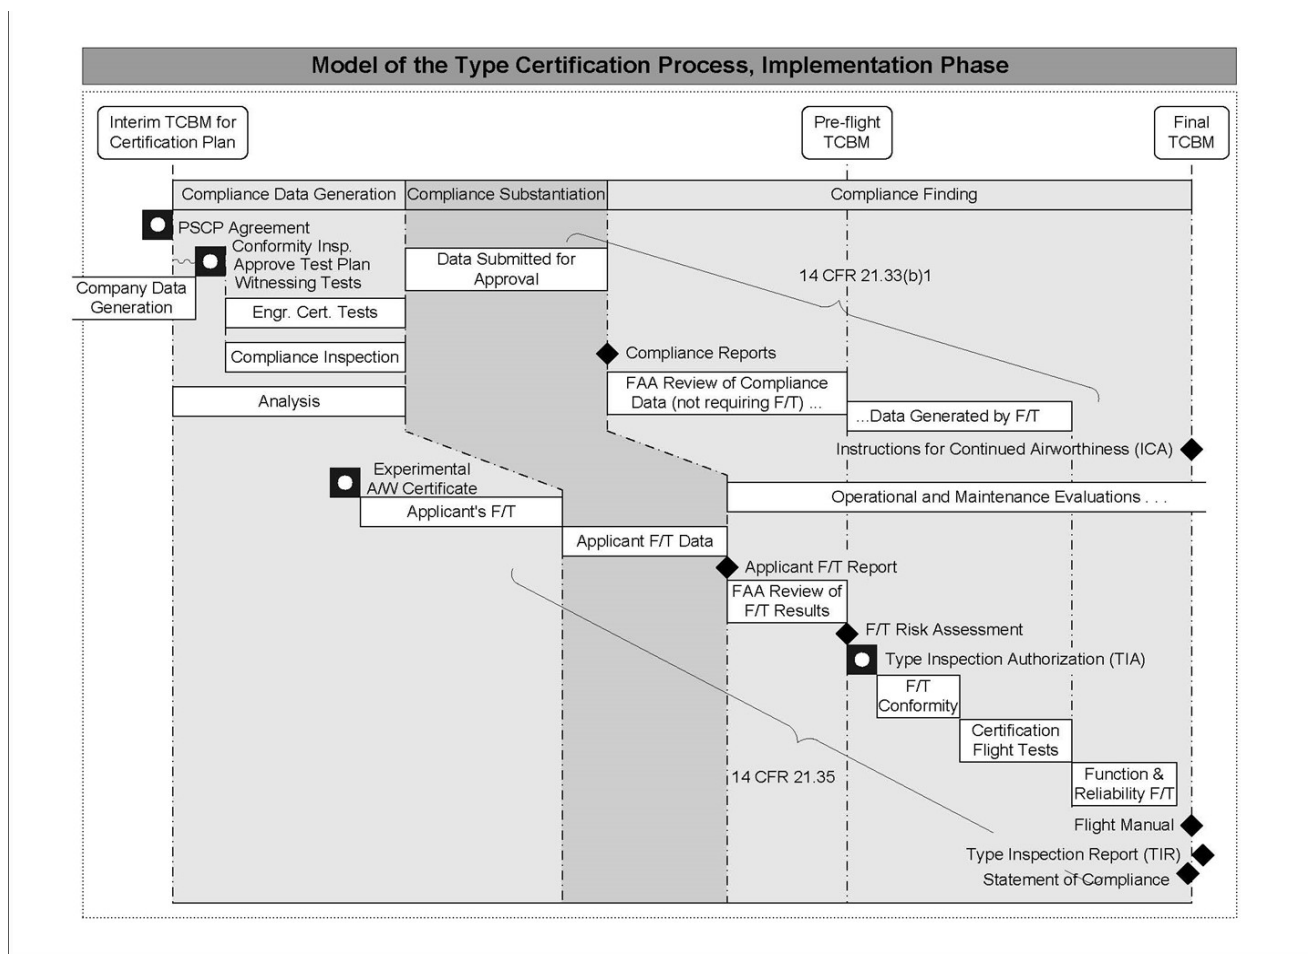 Model of the Type Certification Process, Implementation Phase
Interim TCBM for
Certification Plan
Pre-flight
TCBM
Final
TCBM
Compliance Data Generation
Compliance Substantiation
Compliance Finding
PSCP Agreement
Conformity Insp.
Approve Test Plan
Witnessing Tests
Company Data
Generation
Data Submitted for
Approval
14 CFR 21.33(b)1
Engr. Cert. Tests
Compliance Inspection
Compliance Reports
Analysis
FAA Review of Compliance
Data (not requiring F/T) ...
...Data Generated by F/T
Instructions for Continued Airworthiness (ICA)
Experimental
A/W Certificate
Operational and Maintenance Evaluations . . .
Applicant's F/T
Applicant F/T Data
Applicant F/T Report
FAA Review of
F/T Results
F/T Risk Assessment
Type Inspection Authorization (TIA)
F/T
Conformity
Certification
Flight Tests
14 CFR 21.35
Function &
Reliability F/T
Flight Manual
Type Inspection Report (TIR)
Statement of Compliance